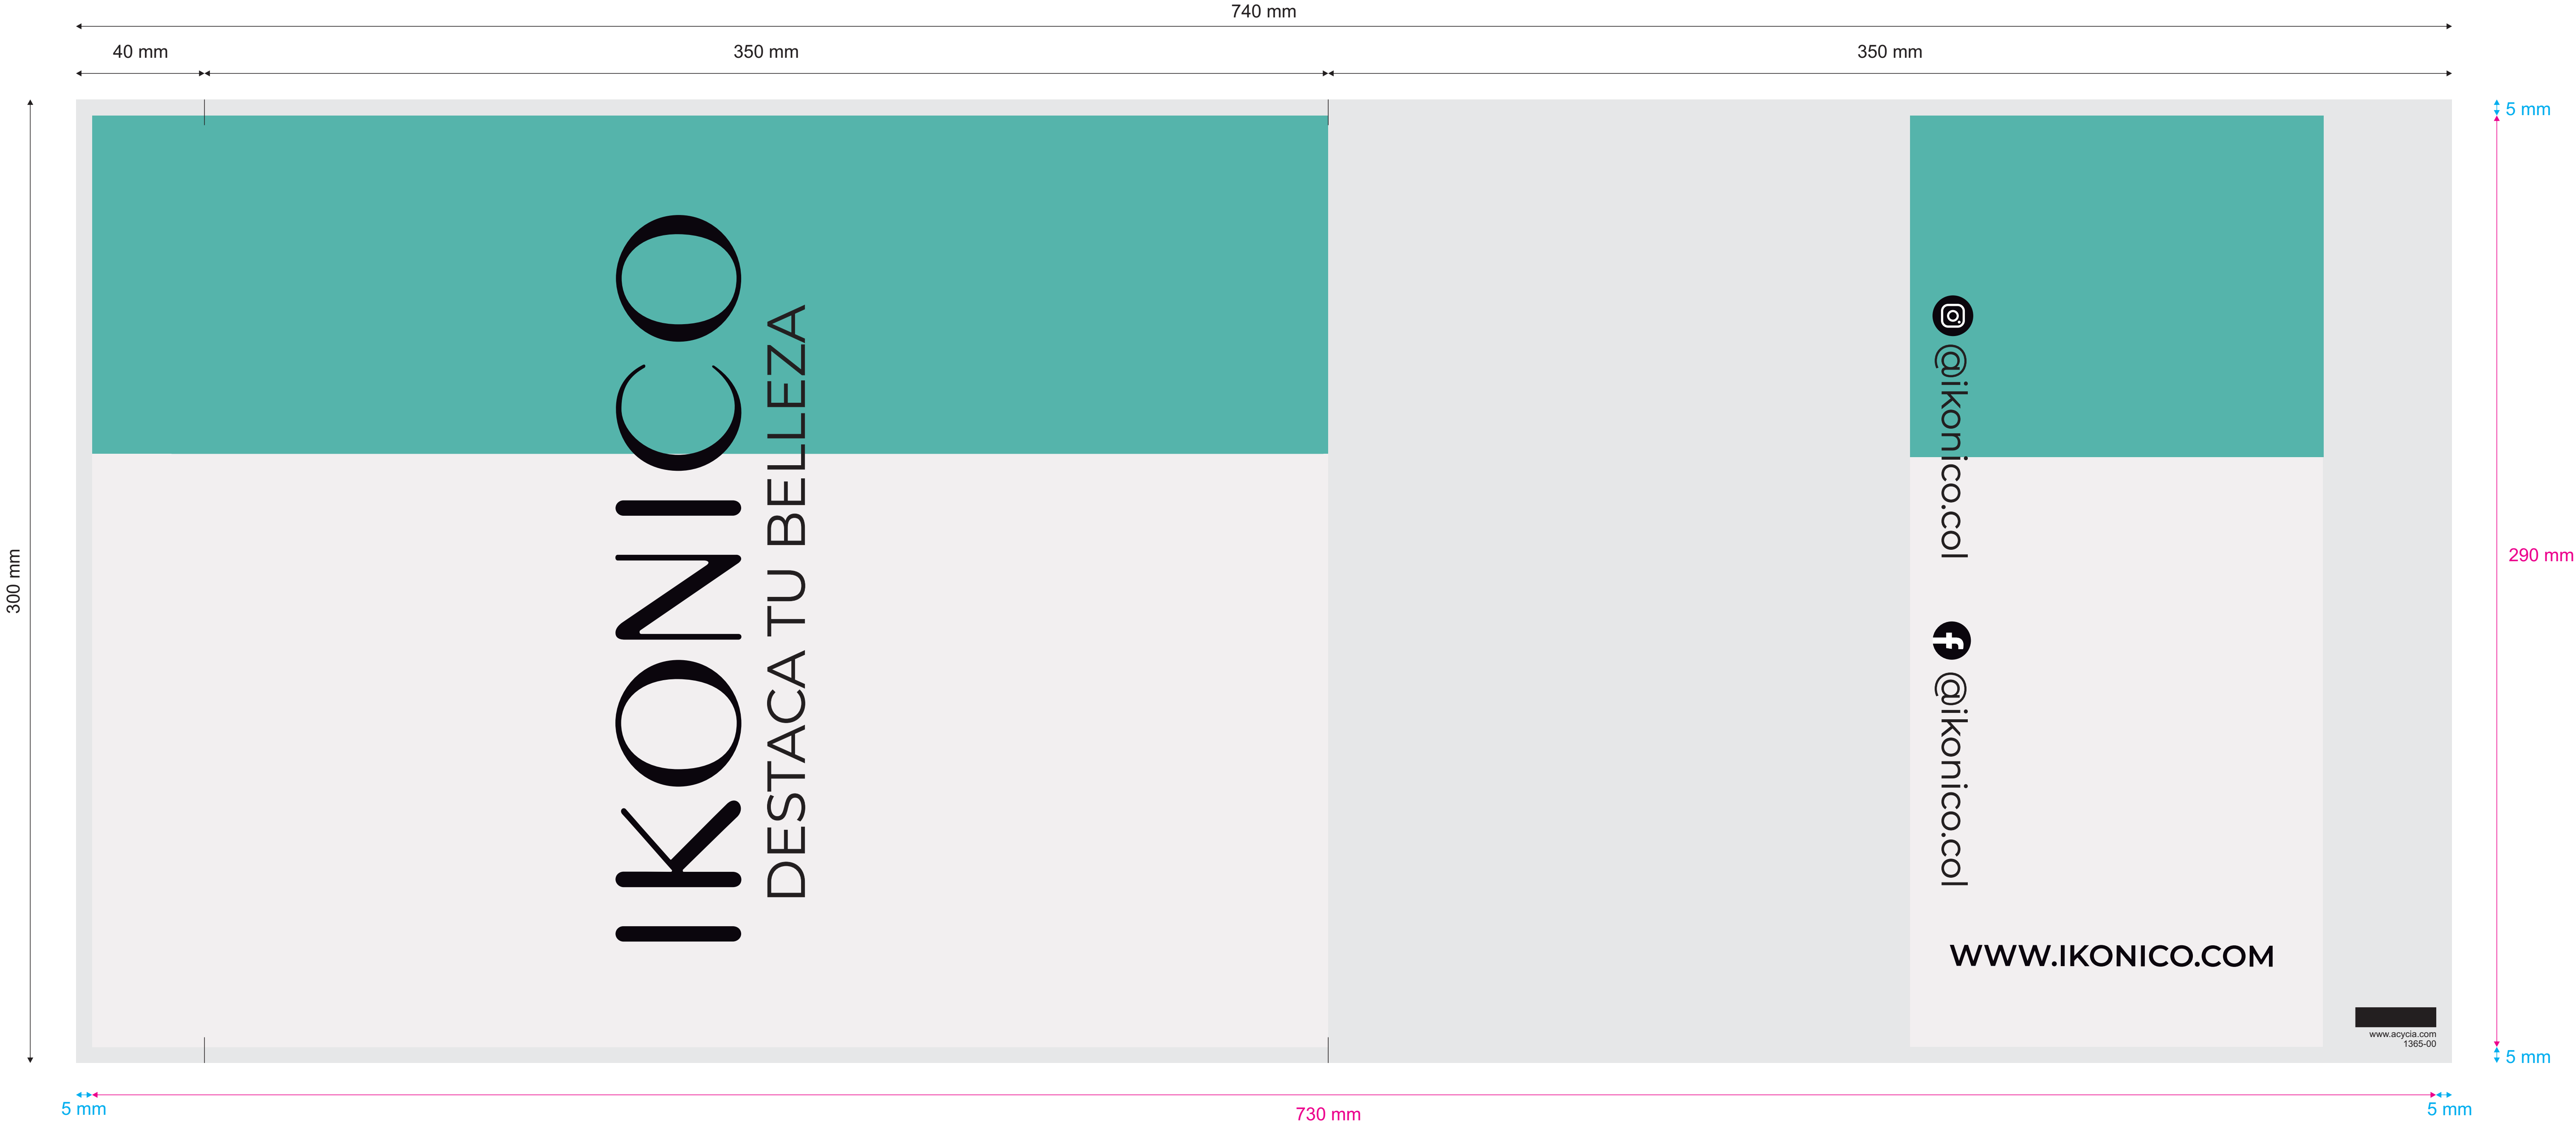 740 mm
40 mm
350 mm
350 mm
300 mm
IKONICO
DESTACA TU BELLEZA
@ikonico.col
@ikonico.col
WWW.IKONICO.COM
www.acycia.com
1365-00
5 mm
290 mm
5 mm
5 mm
730 mm
5 mm